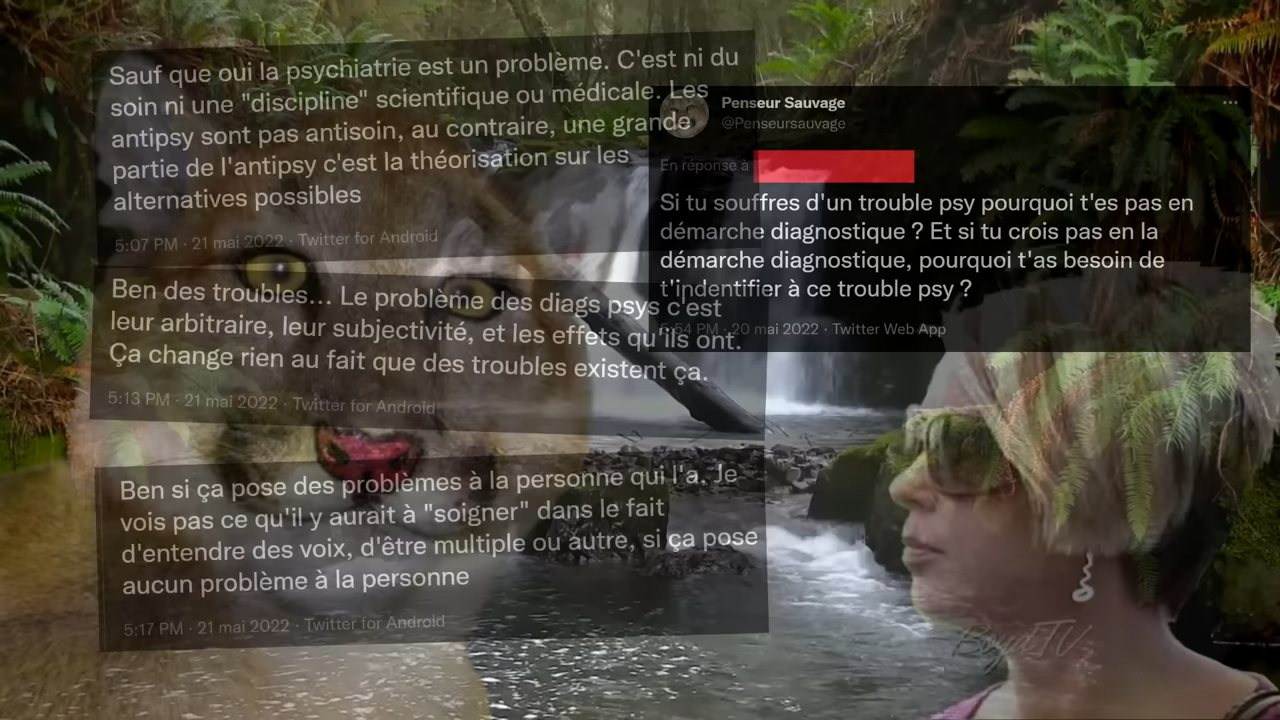 Sauf que oui la psychiatrie est un problème. C'est ni du
soin ni une "discipline" scientifique ou médicale. Les
antipsy sont pas antisoin, au contraire, une grande
partie de l'antipsy c'est la théorisation sur les
alternatives possibles
5:07 PM · 21 mai 2022 · Twitter for Android
Ben des troubles... Le problème des diags psys c'est
leur arbitraire, leur subjectivité, et les effets qu'ils ont.
Ça change rien au fait que des troubles existent ça.
5:13 PM · 21 mai 2022 · Twitter for Android
Ben si ça pose des problèmes à la personne qui l'a. Je
vois pas ce qu'il y aurait à "soigner" dans le fait
d'entendre des voix, d'être multiple ou autre, si ça pose
aucun problème à la personne
5:17 PM · 21 mai 2022 · Twitter for Android
Penseur Sauvage
@Penseursauvage
En réponse à
Si tu souffres d'un trouble psy pourquoi t'es pas en
démarche diagnostique ? Et si tu crois pas en la
démarche diagnostique, pourquoi t'as besoin de
t'indentifier à ce trouble psy ?
:54 PM · 20 mai 2022 · Twitter Web App